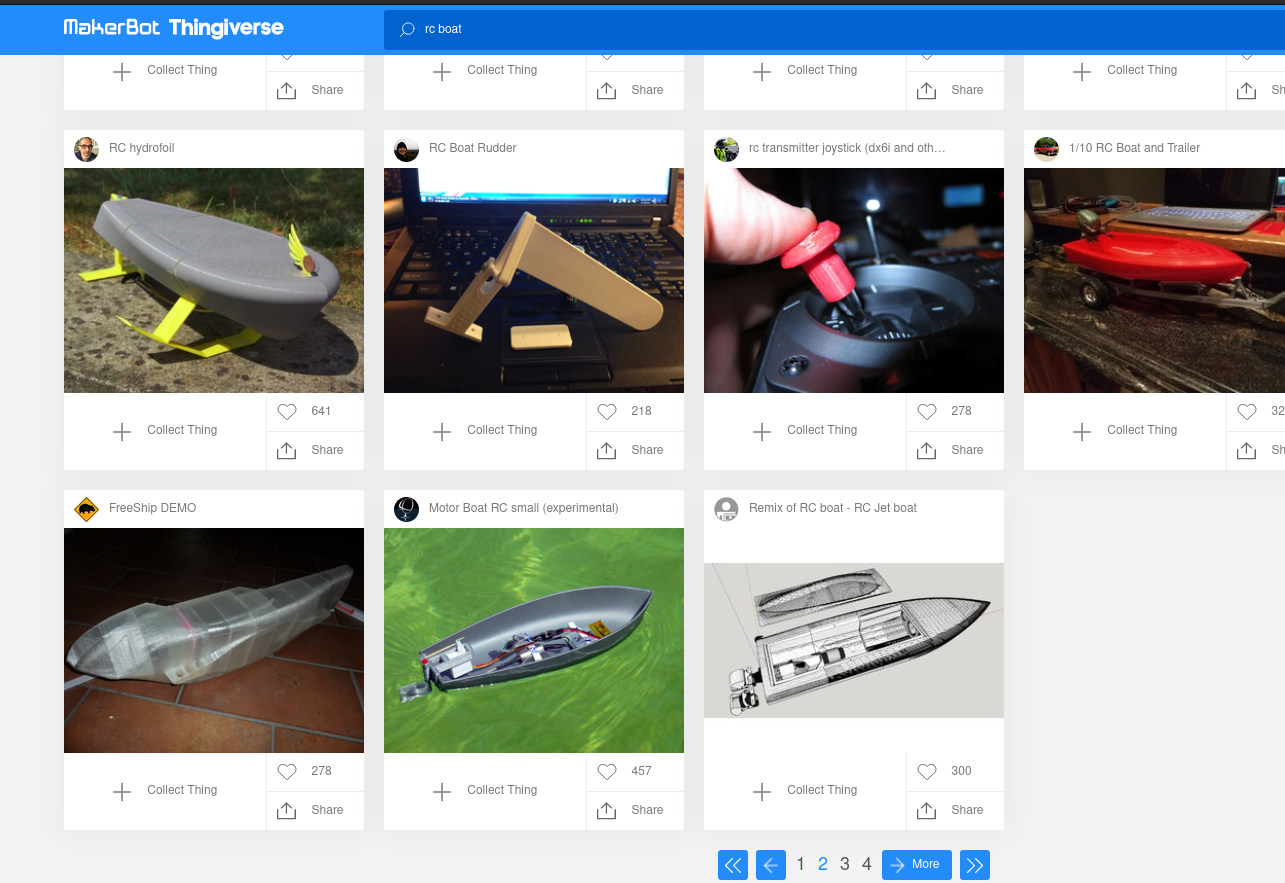 MakerBot Thingiverse
rc boat
Collect Thing
Share
Collect Thing
Share
Collect Thing
Share
Collect Thing
Sh
RC hydrofoil
RC Boat Rudder
rc transmitter joystick (dx6i and oth…
1/10 RC Boat and Trailer
Collect Thing
641
Share
Collect Thing
218
Share
Collect Thing
278
Share
Collect Thing
32
Sh
FreeShip DEMO
Motor Boat RC small (experimental)
Remix of RC boat - RC Jet boat
Collect Thing
278
Share
Collect Thing
457
Share
Collect Thing
300
Share
1 2 3 4 More